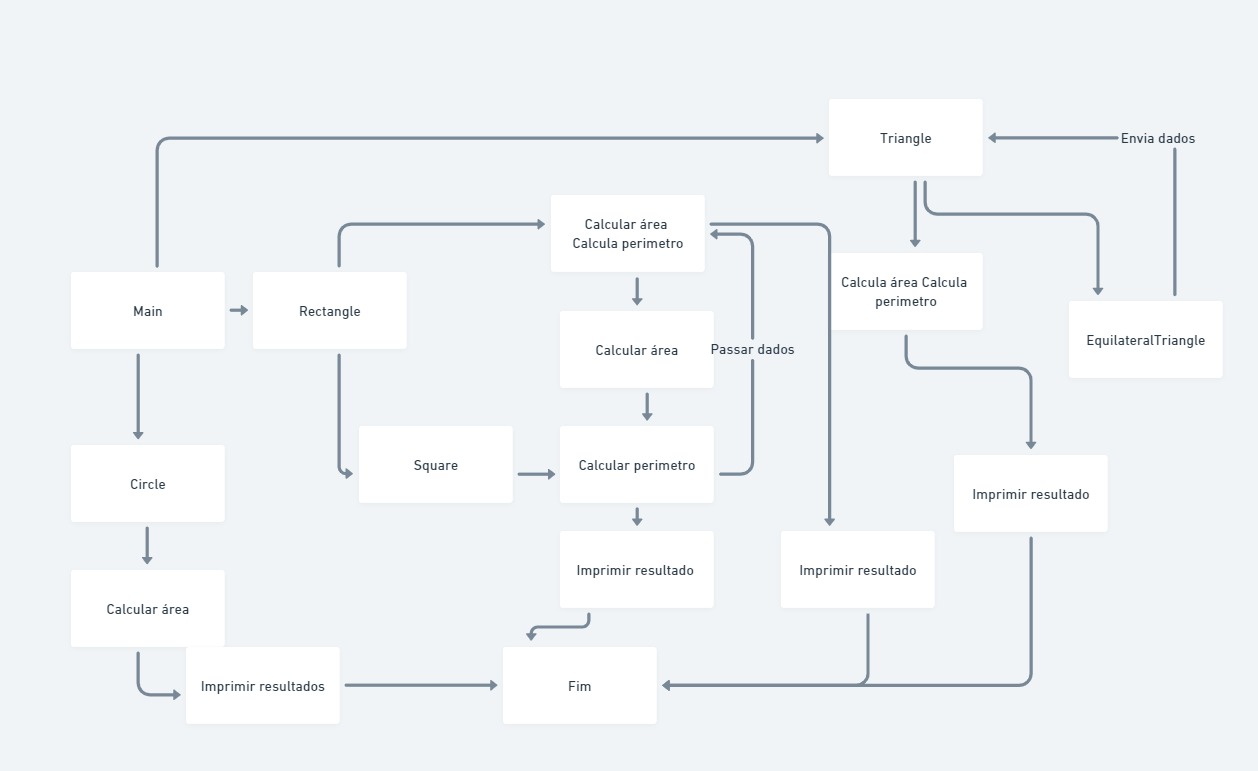 Triangle
Envia dados
Calcular área
Calcula perimetro
Calcula área Calcula
perimetro
Main
Rectangle
EquilateralTriangle
Calcular área
Passar dados
Square
Calcular perimetro
Circle
Imprimir resultado
Imprimir resultado
Imprimir resultado
Calcular área
Imprimir resultados
Fim